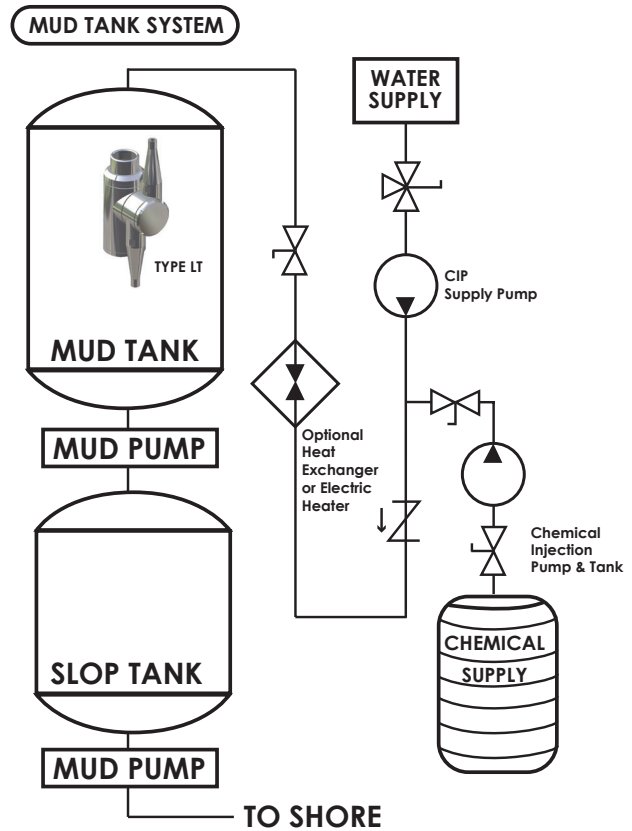 MUD TANK SYSTEM
WATER
SUPPLY
TYPE LT
CIP
Supply Pump
MUD TANK
MUD PUMP
Optional
Heat
Exchanger
or Electric
Heater
Chemical
Injection
Pump & Tank
CHEMICAL
SUPPLY
SLOP TANK
MUD PUMP
TO SHORE